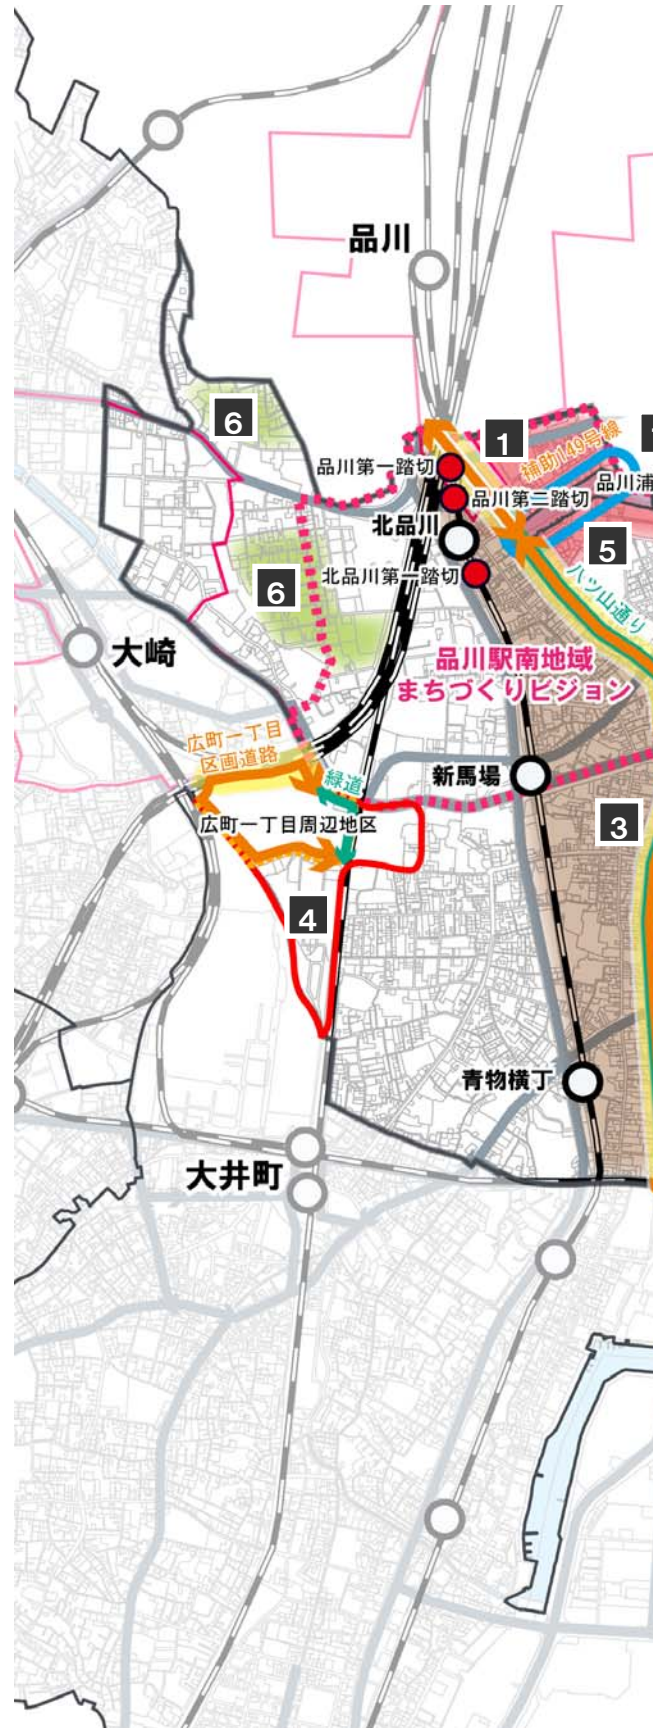 品川
6
1
補助149号線
品川第一踏切
品川浦
品川第二踏切
北品川
5
北品川第一踏切
6
八ツ山通り
大崎
品川駅南地域
まちづくりビジョン
広町一丁目
区画道路
緑道
新馬場
広町一丁目周辺地区
3
4
青物横丁
大井町